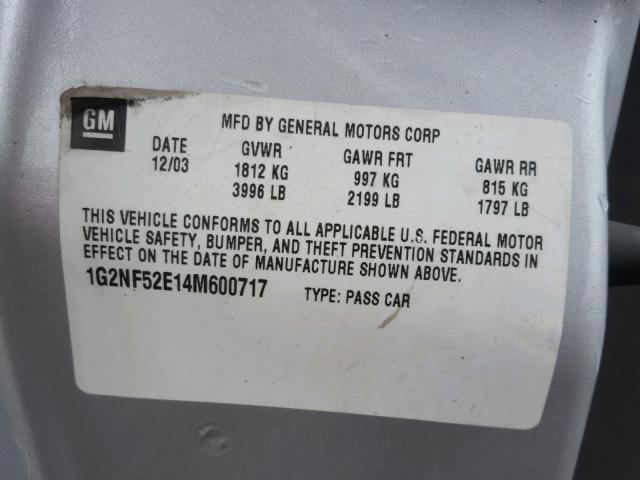 GM
MFD BY GENERAL MOTORS CORP
DATE GVWR GAWR FRT GAWR RR
12/03 1812 KG 997 KG 815 KG
3996 LB 2199 LB 1797 LB
THIS VEHICLE CONFORMS TO ALL APPLICABLE U.S. FEDERAL MOTOR
VEHICLE SAFETY, BUMPER, AND THEFT PREVENTION STANDARDS IN
EFFECT ON THE DATE OF MANUFACTURE SHOWN ABOVE.
1G2NF52E14M600717 TYPE: PASS CAR